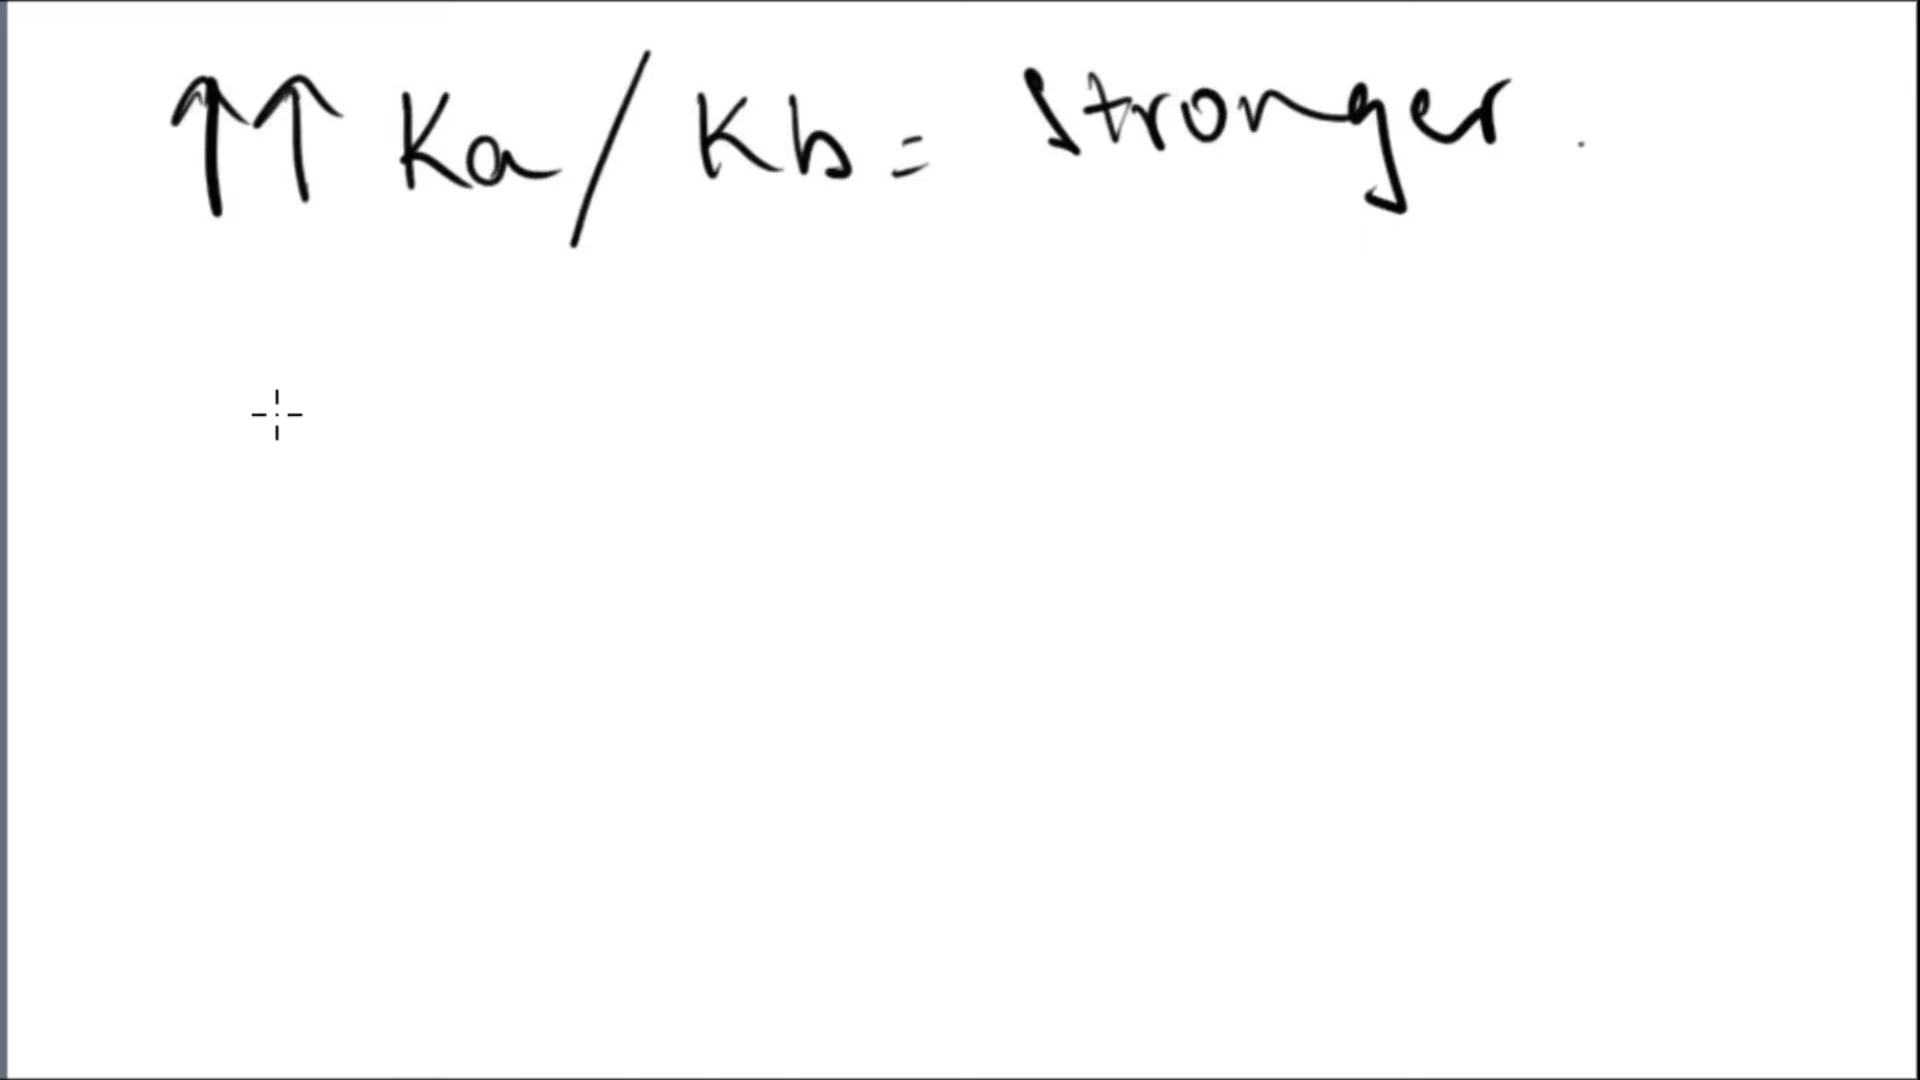 ↑↑ Ka / Kb = Stronger.